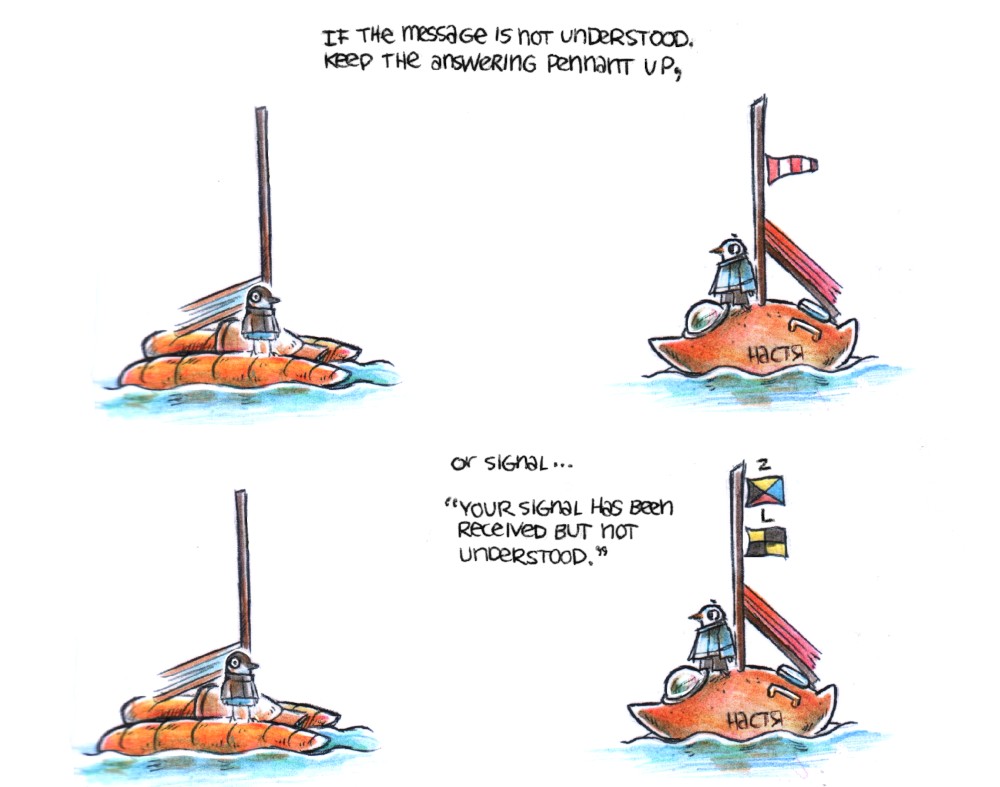 IF THE MESSAGE IS NOT UNDERSTOOD.
KEEP THE ANSWERING PENNANT UP,
НАСТЯ
OR SIGNAL...
"YOUR SIGNAL HAS BEEN
RECEIVED BUT NOT
UNDERSTOOD."
Z
L
НАСТЯ